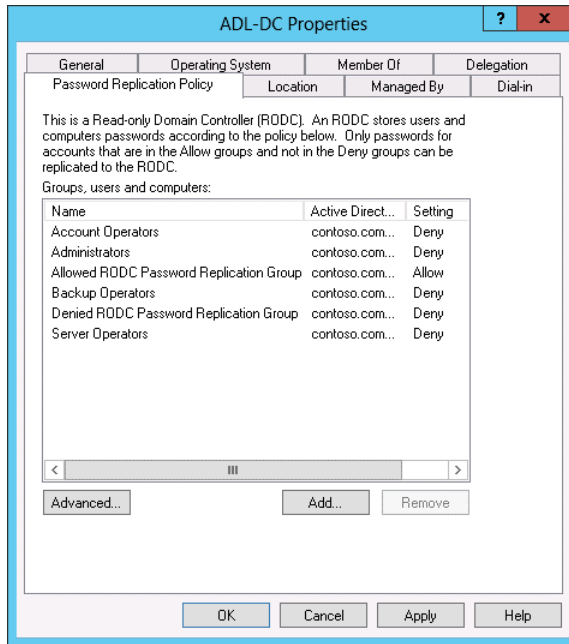 ADL-DC Properties
? x
General Operating System Member Of Delegation
Password Replication Policy Location Managed By Dial-in
This is a Read-only Domain Controller (RODC). An RODC stores users and
computers passwords according to the policy below. Only passwords for
accounts that are in the Allow groups and not in the Deny groups can be
replicated to the RODC.
Groups, users and computers:
Name Active Direct... Setting
Account Operators contoso.com... Deny
Administrators contoso.com... Deny
Allowed RODC Password Replication Group contoso.com... Allow
Backup Operators contoso.com... Deny
Denied RODC Password Replication Group contoso.com... Deny
Server Operators contoso.com... Deny
Advanced... Add... Remove
OK Cancel Apply Help